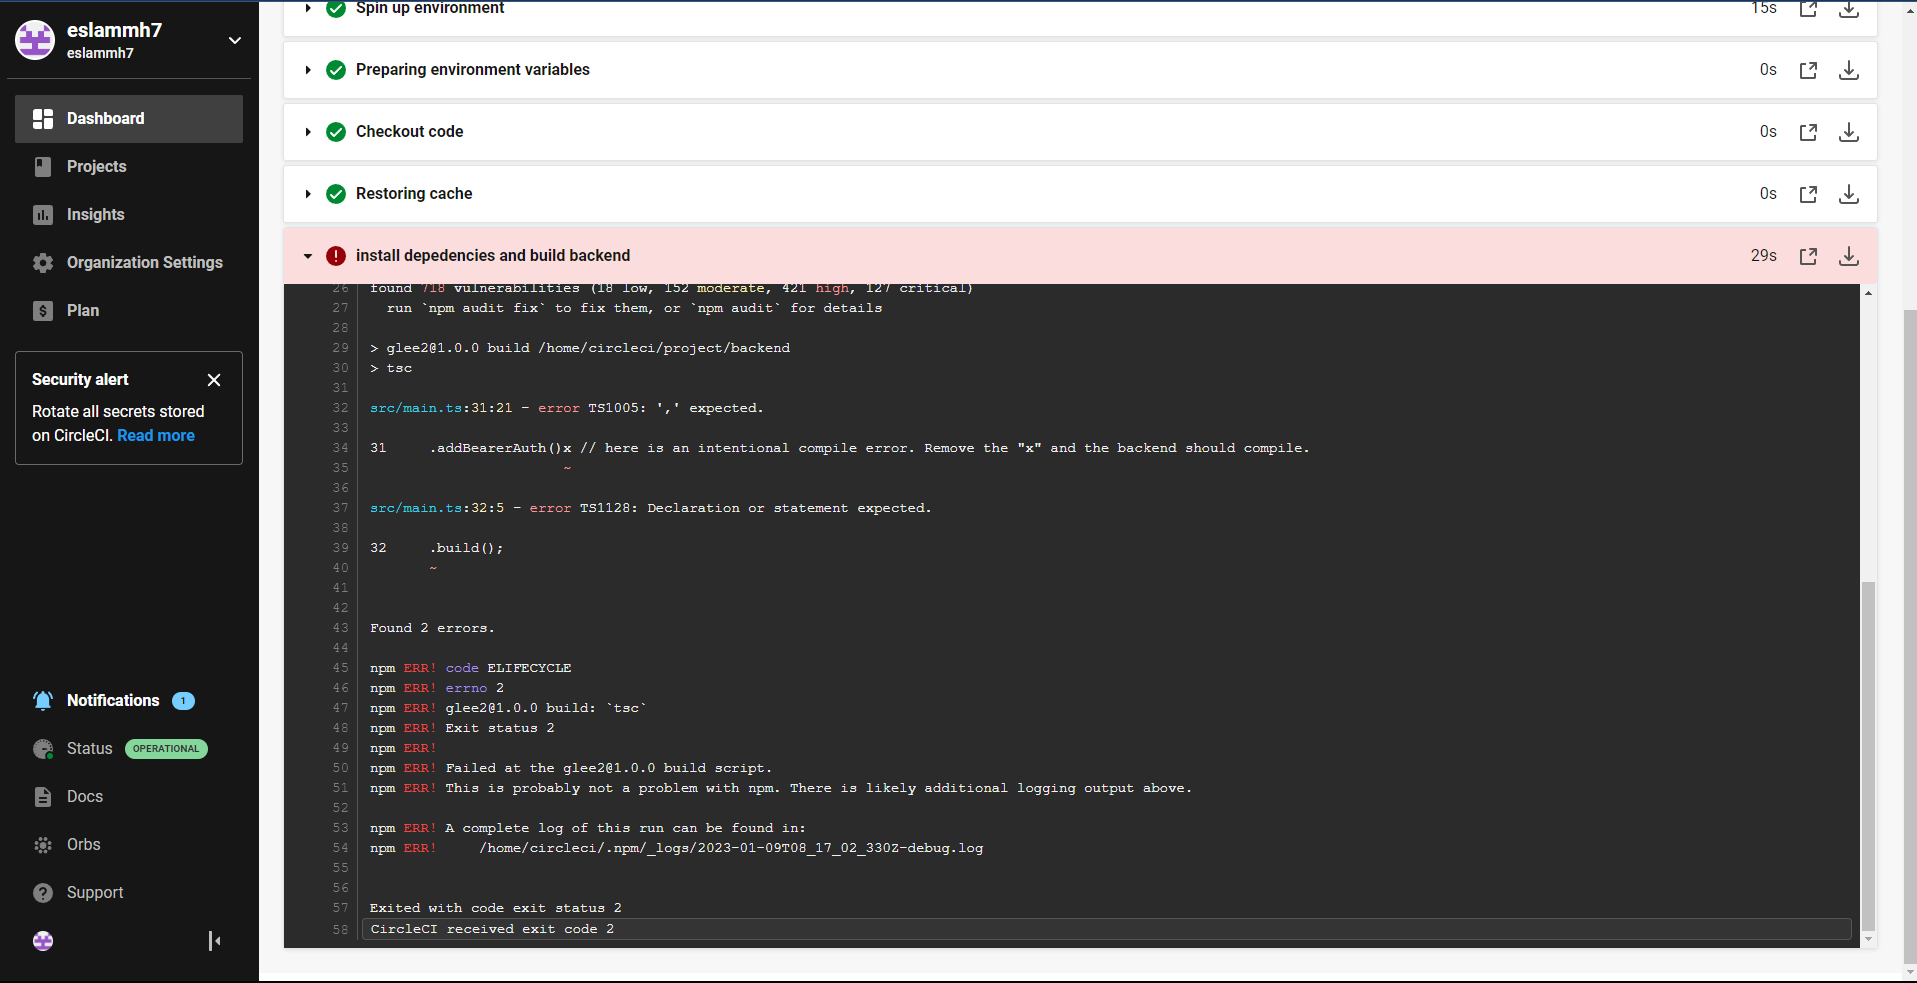 eslammh7
eslammh7
Dashboard
Projects
Insights
Organization Settings
Plan
Security alert
Rotate all secrets stored
on CircleCI. Read more
Notifications 1
Status OPERATIONAL
Docs
Orbs
Support
Spin up environment 15s
Preparing environment variables 0s
Checkout code 0s
Restoring cache 0s
install depedencies and build backend 29s
26 found 718 vulnerabilities (18 low, 152 moderate, 421 high, 127 critical)
27 run `npm audit fix` to fix them, or `npm audit` for details
28
29 > glee2@1.0.0 build /home/circleci/project/backend
30 > tsc
31
32 src/main.ts:31:21 - error TS1005: ',' expected.
33
34 31 .addBearerAuth()x // here is an intentional compile error. Remove the "x" and the backend should compile.
35 ~
36
37 src/main.ts:32:5 - error TS1128: Declaration or statement expected.
38
39 32 .build();
40 ~
41
42
43 Found 2 errors.
44
45 npm ERR! code ELIFECYCLE
46 npm ERR! errno 2
47 npm ERR! glee2@1.0.0 build: `tsc`
48 npm ERR! Exit status 2
49 npm ERR!
50 npm ERR! Failed at the glee2@1.0.0 build script.
51 npm ERR! This is probably not a problem with npm. There is likely additional logging output above.
52
53 npm ERR! A complete log of this run can be found in:
54 npm ERR! /home/circleci/.npm/_logs/2023-01-09T08_17_02_330Z-debug.log
55
56
57 Exited with code exit status 2
58 CircleCI received exit code 2